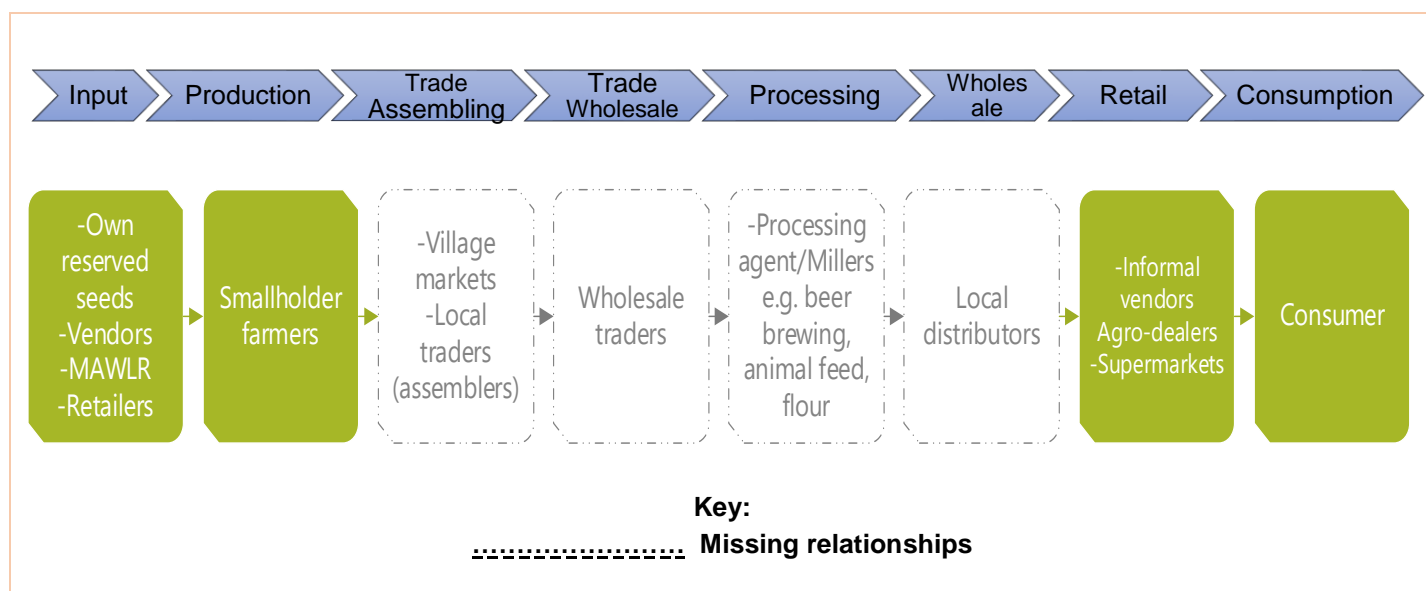 Input
Production
Trade
Assembling
Trade
Wholesale
Processing
Wholes
ale
Retail
Consumption
-Own
reserved
seeds
-Vendors
-MAWLR
-Retailers
Smallholder
farmers
-Village
markets
-Local
traders
(assemblers)
Wholesale
traders
-Processing
agent/Millers
e.g. beer
brewing,
animal feed,
flour
Local
distributors
-Informal
vendors
Agro-dealers
-Supermarkets
Consumer
Key:
Missing relationships